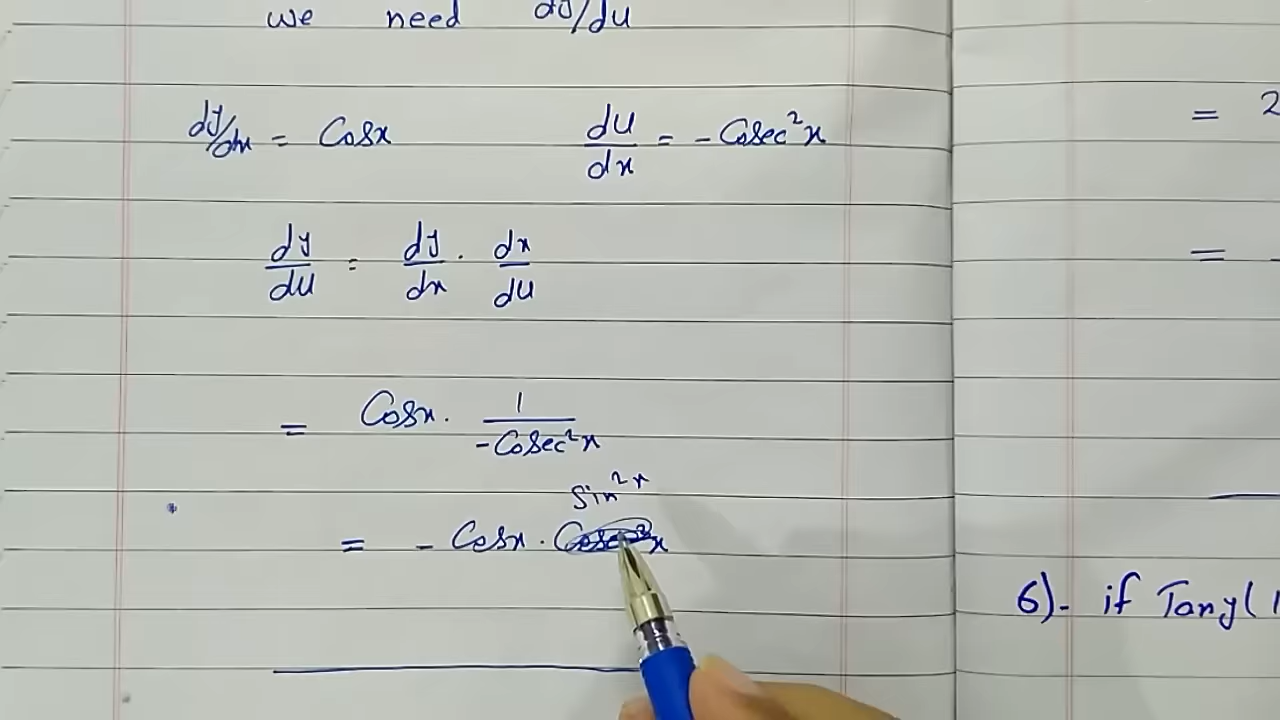 we need dy/du
dy/dx = Cosx du/dx = -Cosec²x
dy/du = dy/dx · dx/du
= Cosx · 1/-Cosec²x
sin²x
= - Cosx · x
= 2
=
6)- if Tany(1